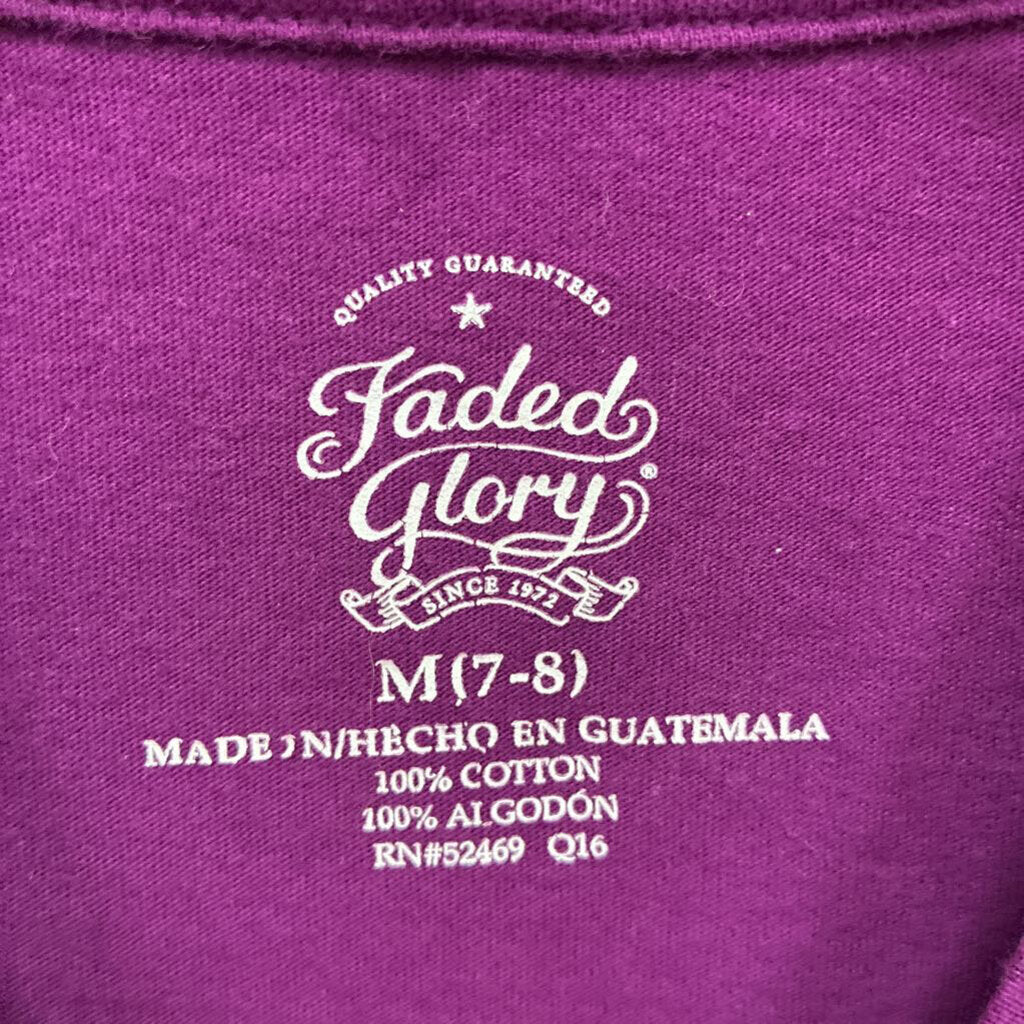 QUALITY GUARANTEED
Faded
Glory®
SINCE 1972
M (7-8)
MADE IN/HECHO EN GUATEMALA
100% COTTON
100% ALGODÓN
RN#52469 Q16